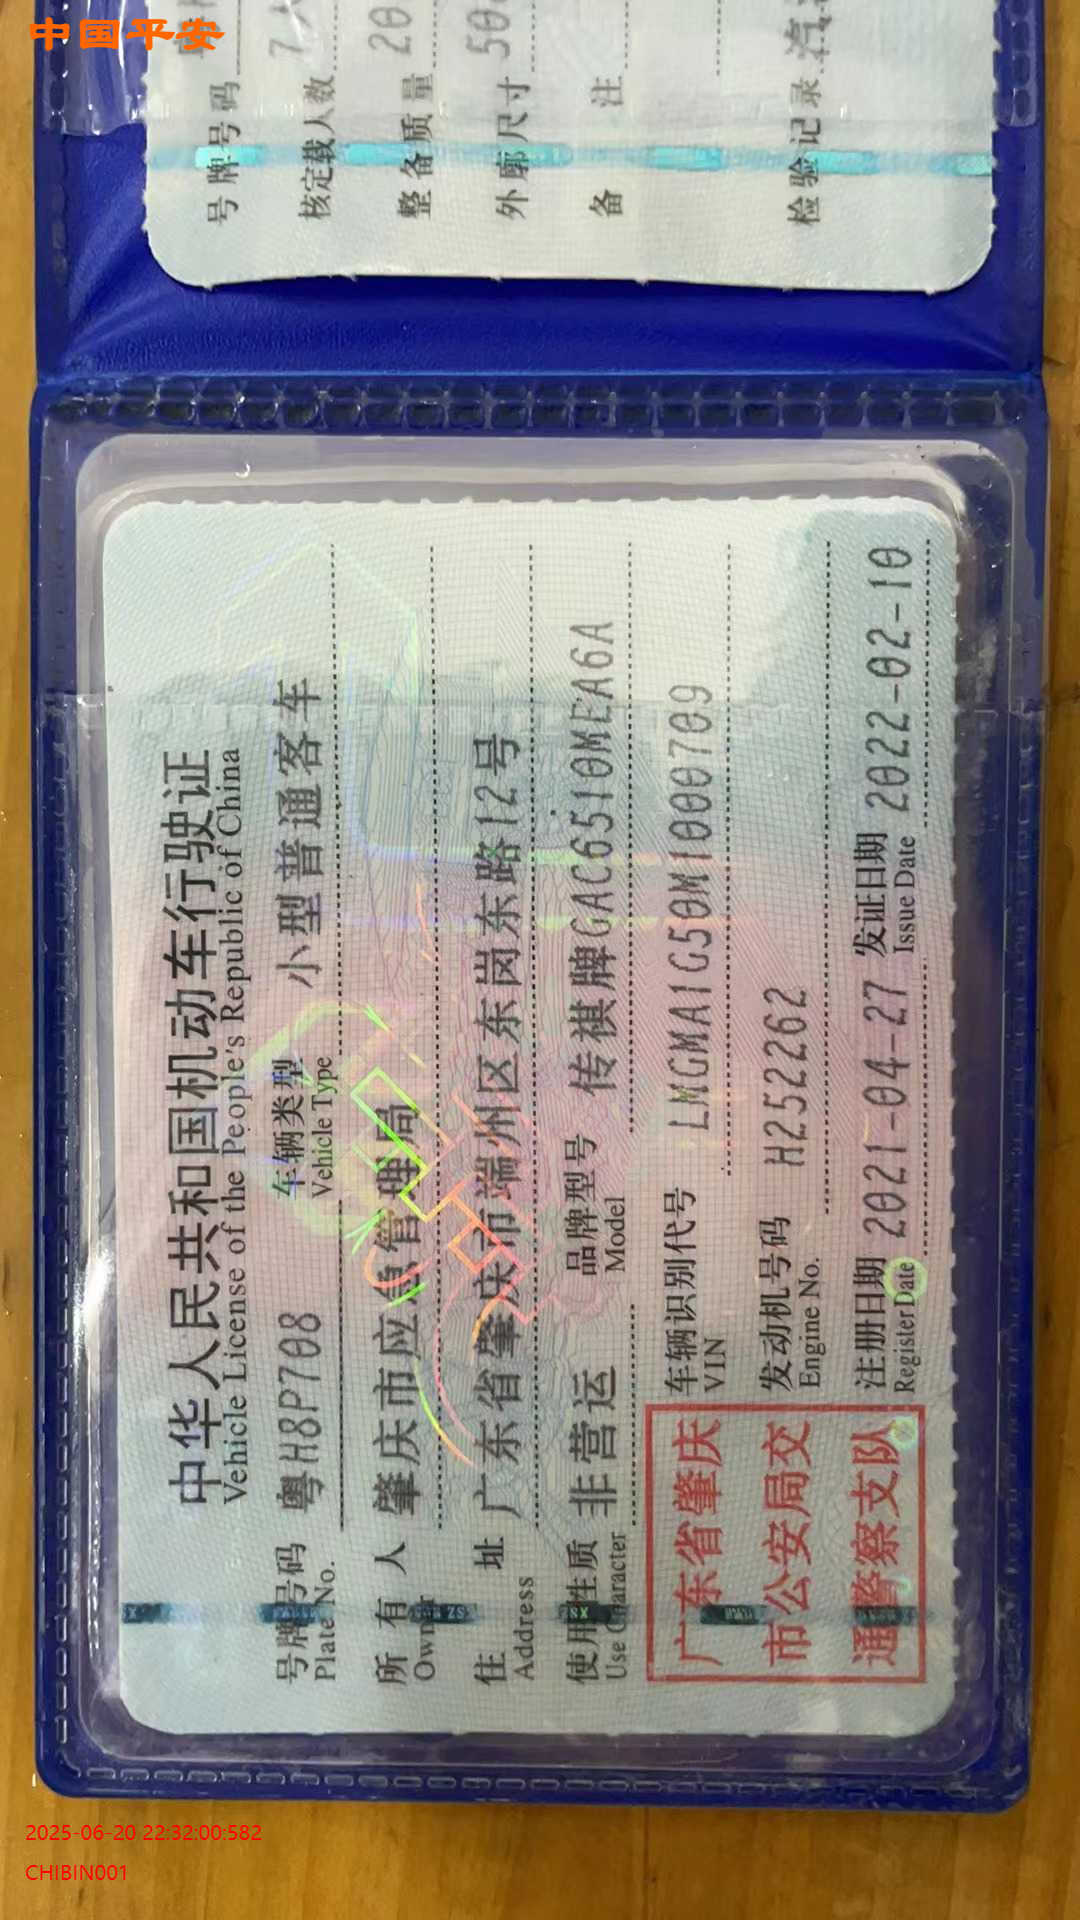 中国平安
中华人民共和国机动车行驶证
Vehicle License of the People's Republic of China
号牌号码 粤H8P708 车辆类型 小型普通客车
Plate No. Vehicle Type
所有人 肇庆市应急管理局
Owner
住址 广东省肇庆市端州区东岗东路12号
Address
使用性质 非营运 品牌型号 传祺牌GAC6510MEA6A
Use Character Model
广东省肇庆
市公安局交
通警察支队
车辆识别代号 LMGMA1G50M1000709
VIN
发动机号码 H252262
Engine No.
注册日期 2021-04-27 发证日期 2022-02-10
Register Date Issue Date
号牌号码
核定载人数 7
整备质量 20
外廓尺寸 50
备注
检验记录 汽
2025-06-20 22:32:00:582
CHIBIN001